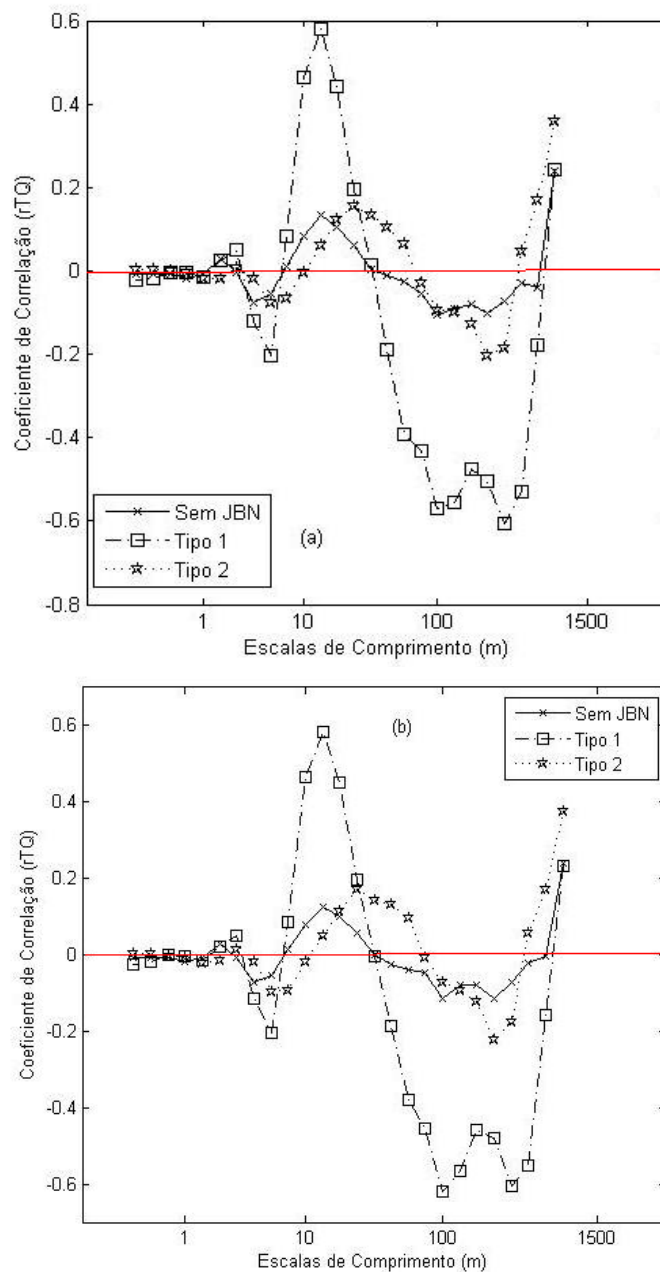 0.6
0.4
0.2
0
-0.2
-0.4
-0.6
-0.8
Coeficiente de Correlação (rTQ)
Sem JBN
Tipo 1
Tipo 2
(a)
1 10 100 1500
Escalas de Comprimento (m)
0.6
0.4
0.2
0
-0.2
-0.4
-0.6
Coeficiente de Correlação (rTQ)
(b)
Sem JBN
Tipo 1
Tipo 2
1 10 100 1500
Escalas de Comprimento (m)